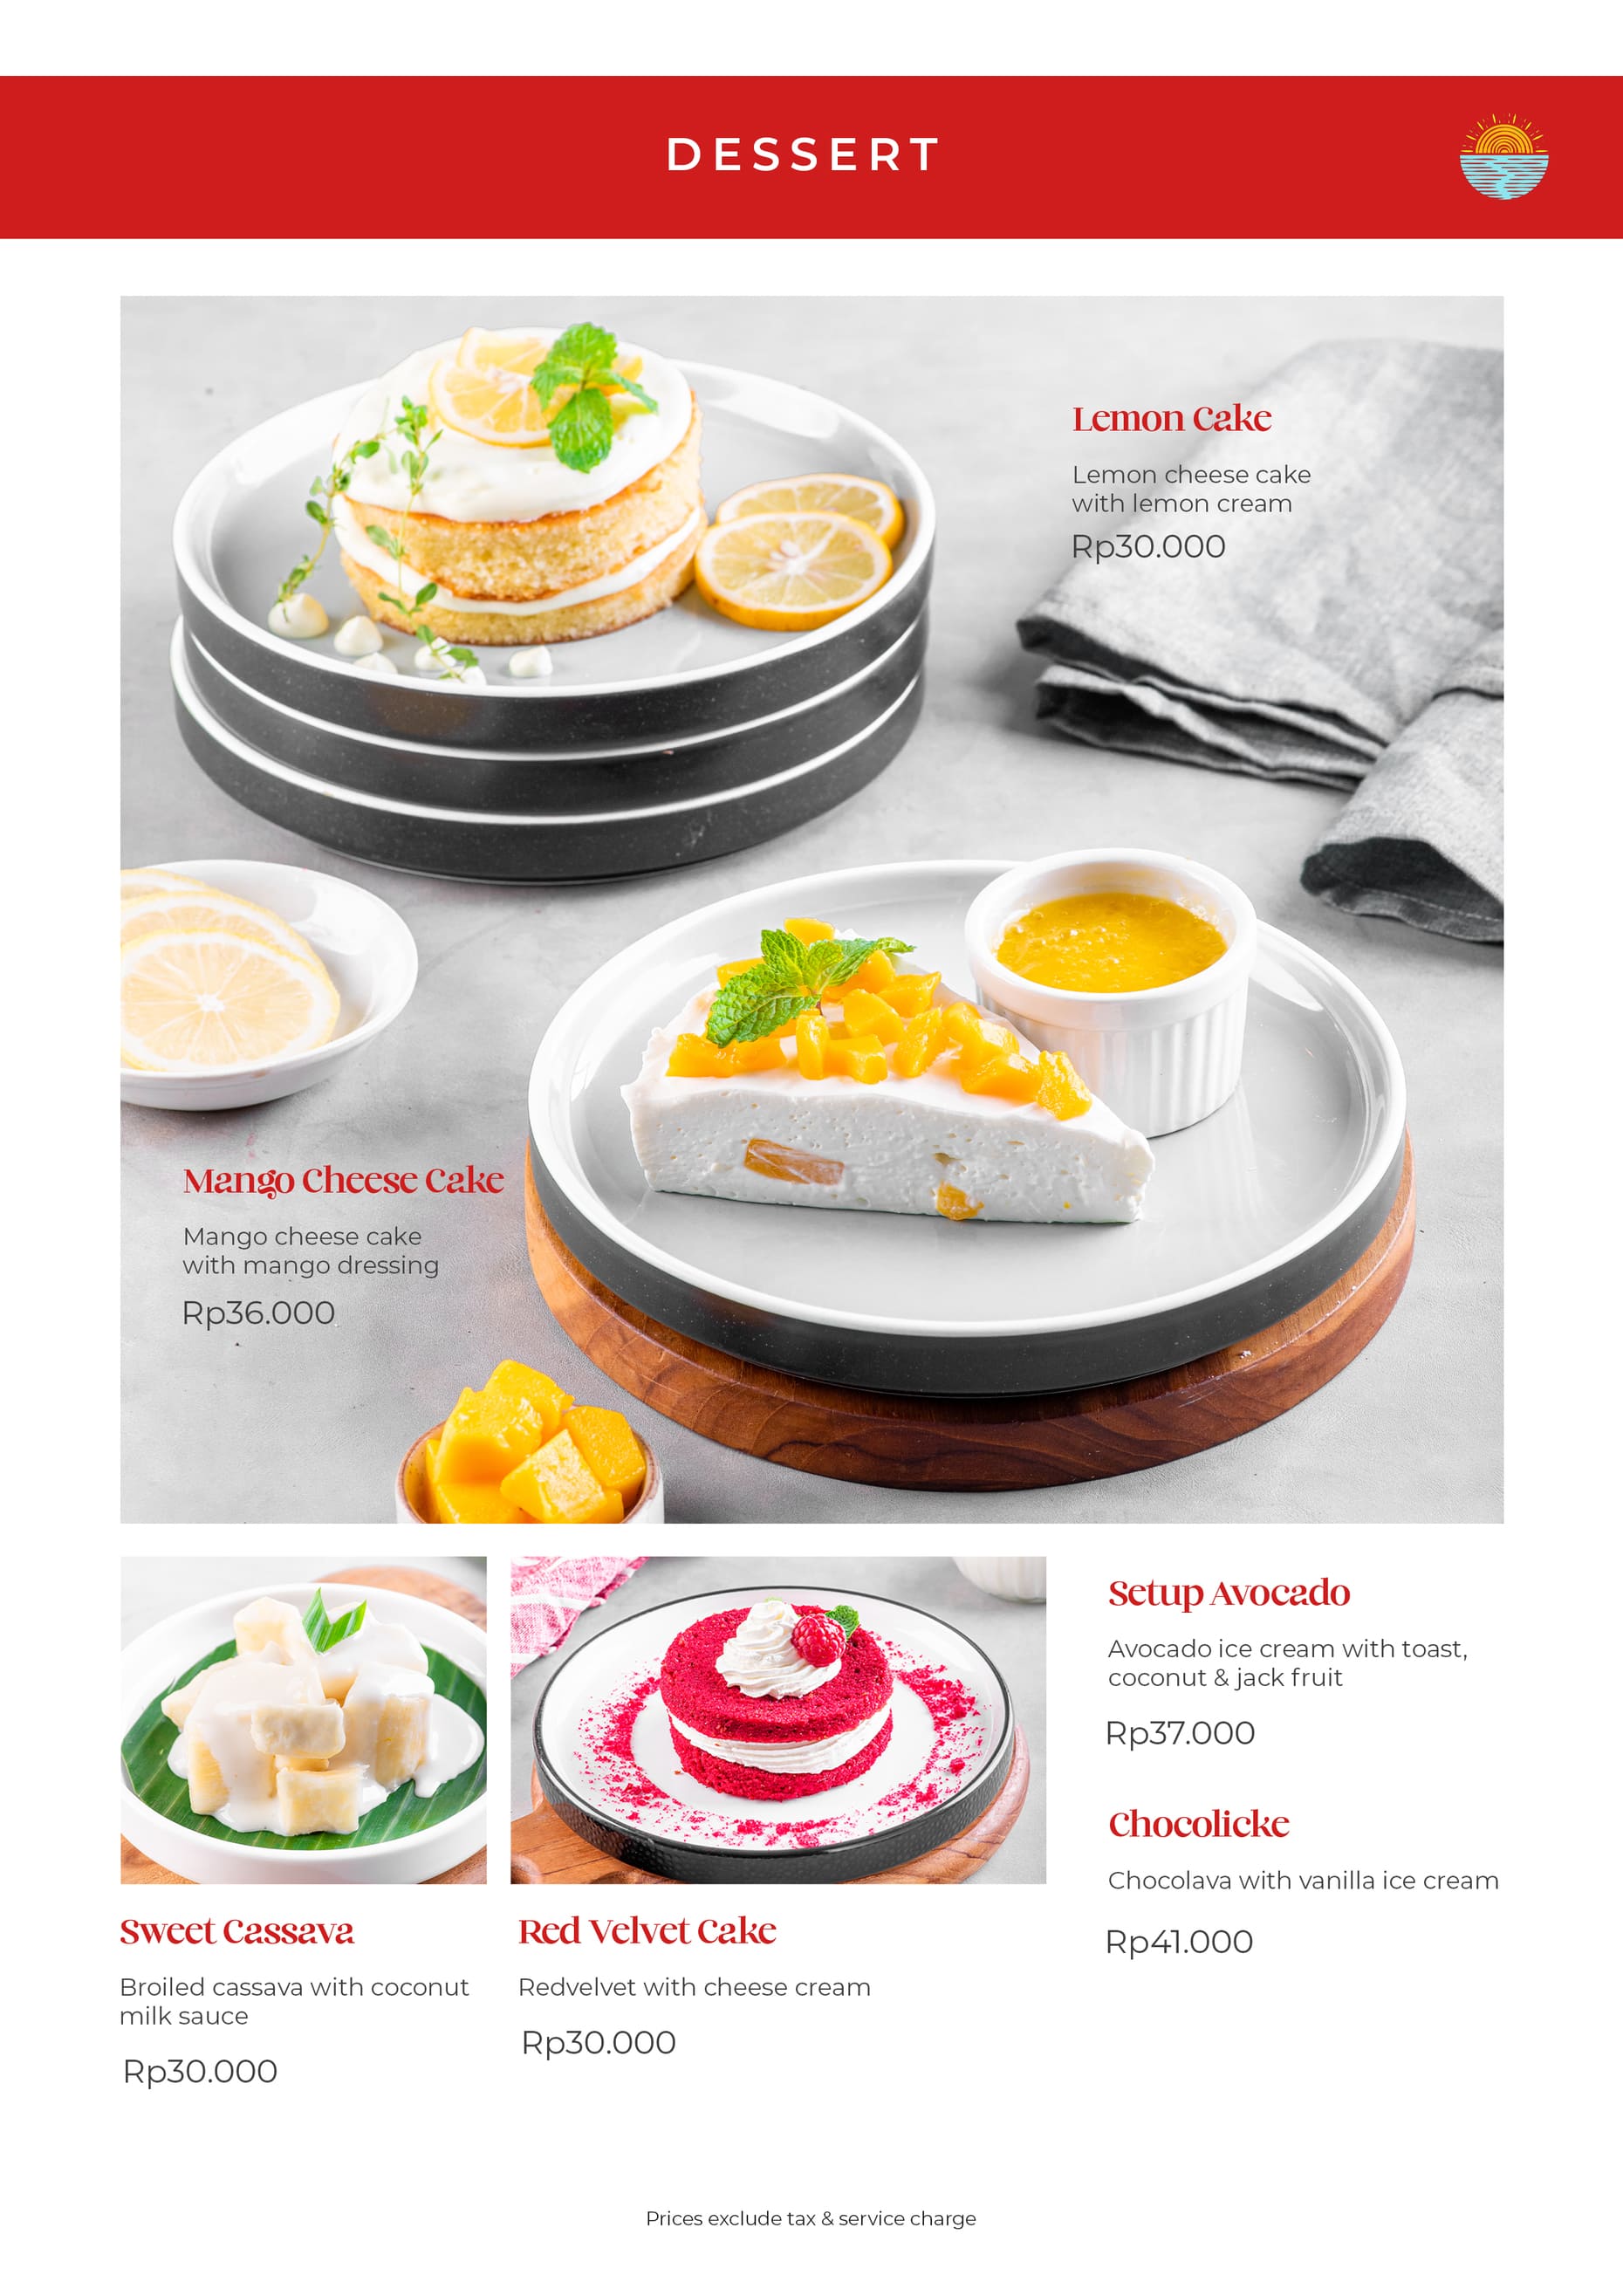 DESSERT
Lemon Cake
Lemon cheese cake
with lemon cream
Rp30.000
Mango Cheese Cake
Mango cheese cake
with mango dressing
Rp36.000
Sweet Cassava
Broiled cassava with coconut
milk sauce
Rp30.000
Red Velvet Cake
Redvelvet with cheese cream
Rp30.000
Setup Avocado
Avocado ice cream with toast,
coconut & jack fruit
Rp37.000
Chocolicke
Chocolava with vanilla ice cream
Rp41.000
Prices exclude tax & service charge